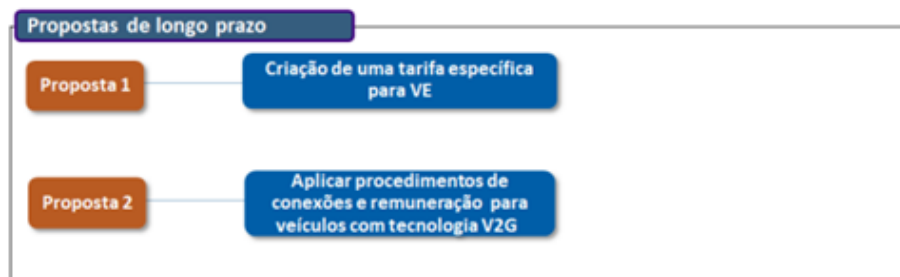 Propostas de longo prazo
Proposta 1
Criação de uma tarifa específica
para VE
Proposta 2
Aplicar procedimentos de
conexões e remuneração para
veículos com tecnologia V2G